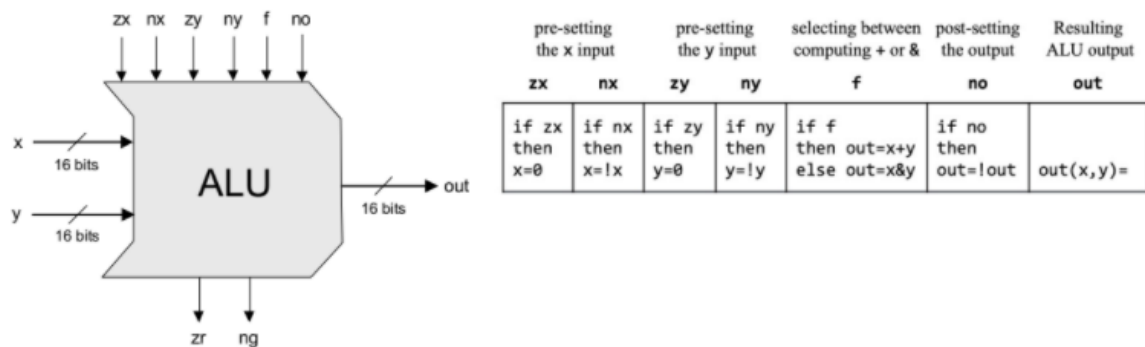 zx nx zy ny f no
x
16 bits
y
16 bits
ALU
out
16 bits
zr ng
pre-setting
the x input
pre-setting
the y input
selecting between
computing + or &
post-setting
the output
Resulting
ALU output
zx nx zy ny f no out
if zx
then
x=0
if nx
then
x=!x
if zy
then
y=0
if ny
then
y=!y
if f
then out=x+y
else out=x&y
if no
then
out=!out
out(x,y)=